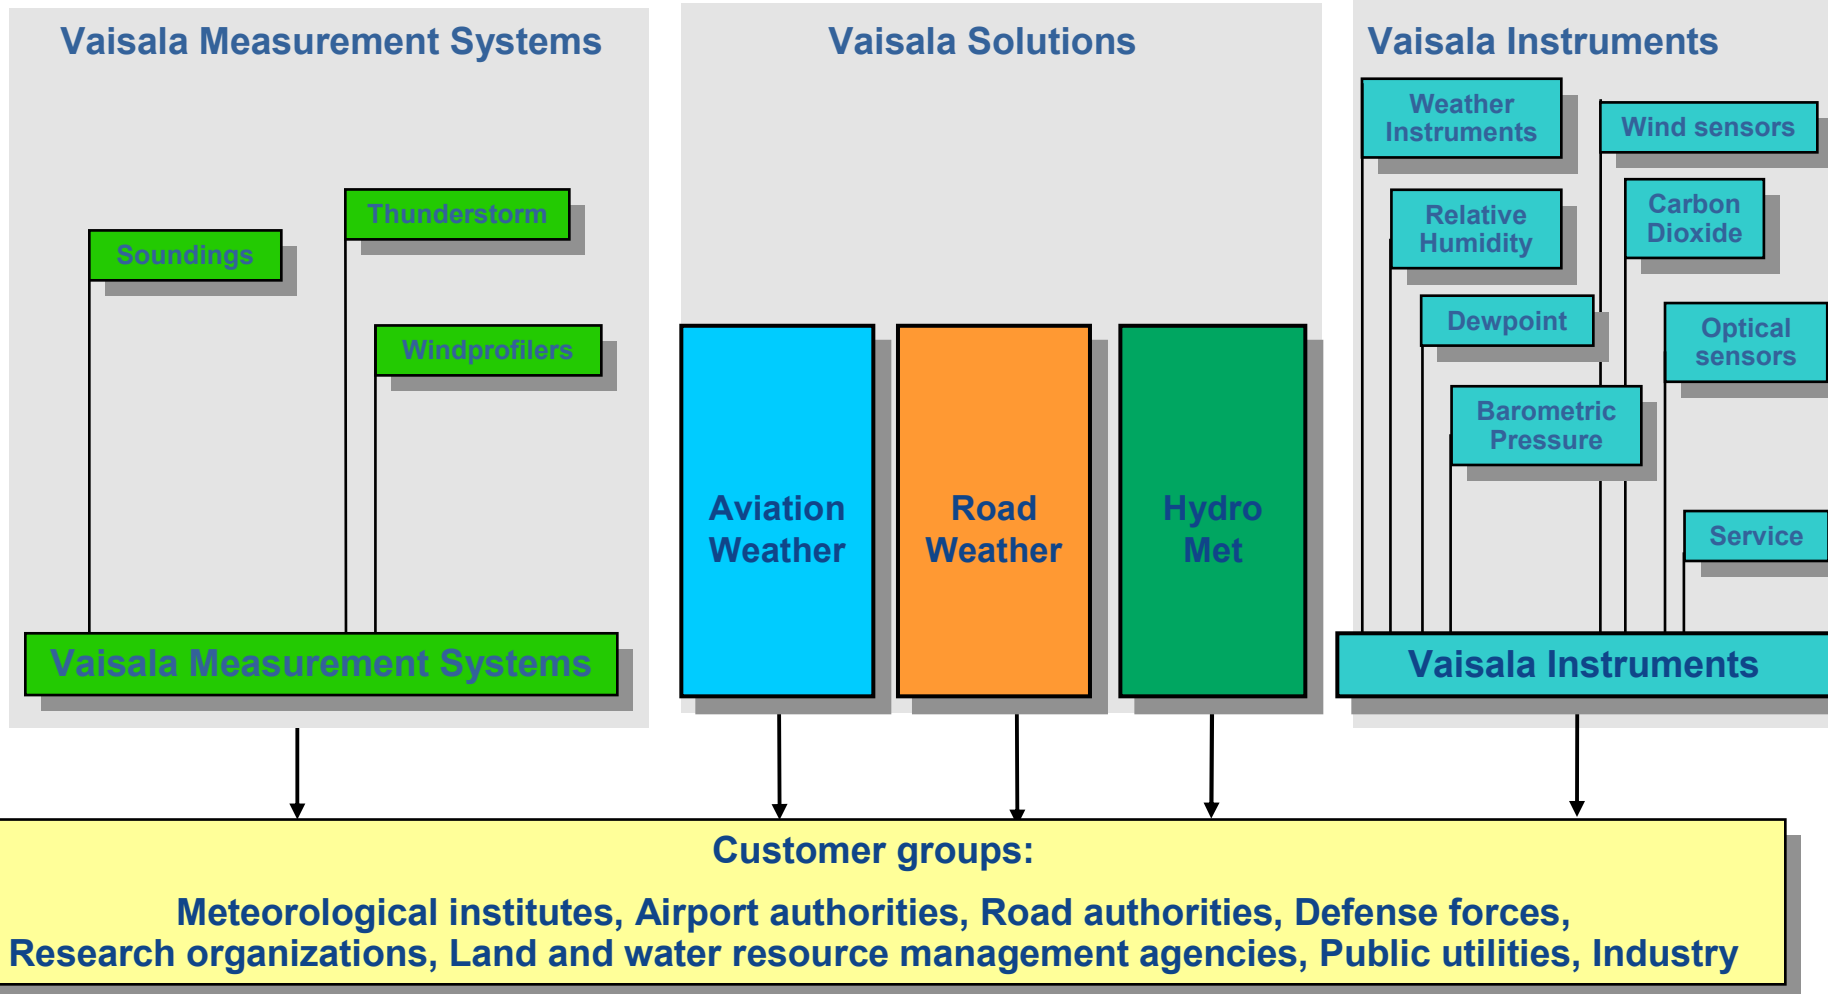 Vaisala Measurement Systems
Soundings
Thunderstorm
Windprofilers
Vaisala Measurement Systems
Vaisala Solutions
Aviation
Weather
Road
Weather
Hydro
Met
Vaisala Instruments
Weather
Instruments
Wind sensors
Relative
Humidity
Carbon
Dioxide
Dewpoint
Optical
sensors
Barometric
Pressure
Service
Vaisala Instruments
Customer groups:
Meteorological institutes, Airport authorities, Road authorities, Defense forces,
Research organizations, Land and water resource management agencies, Public utilities, Industry